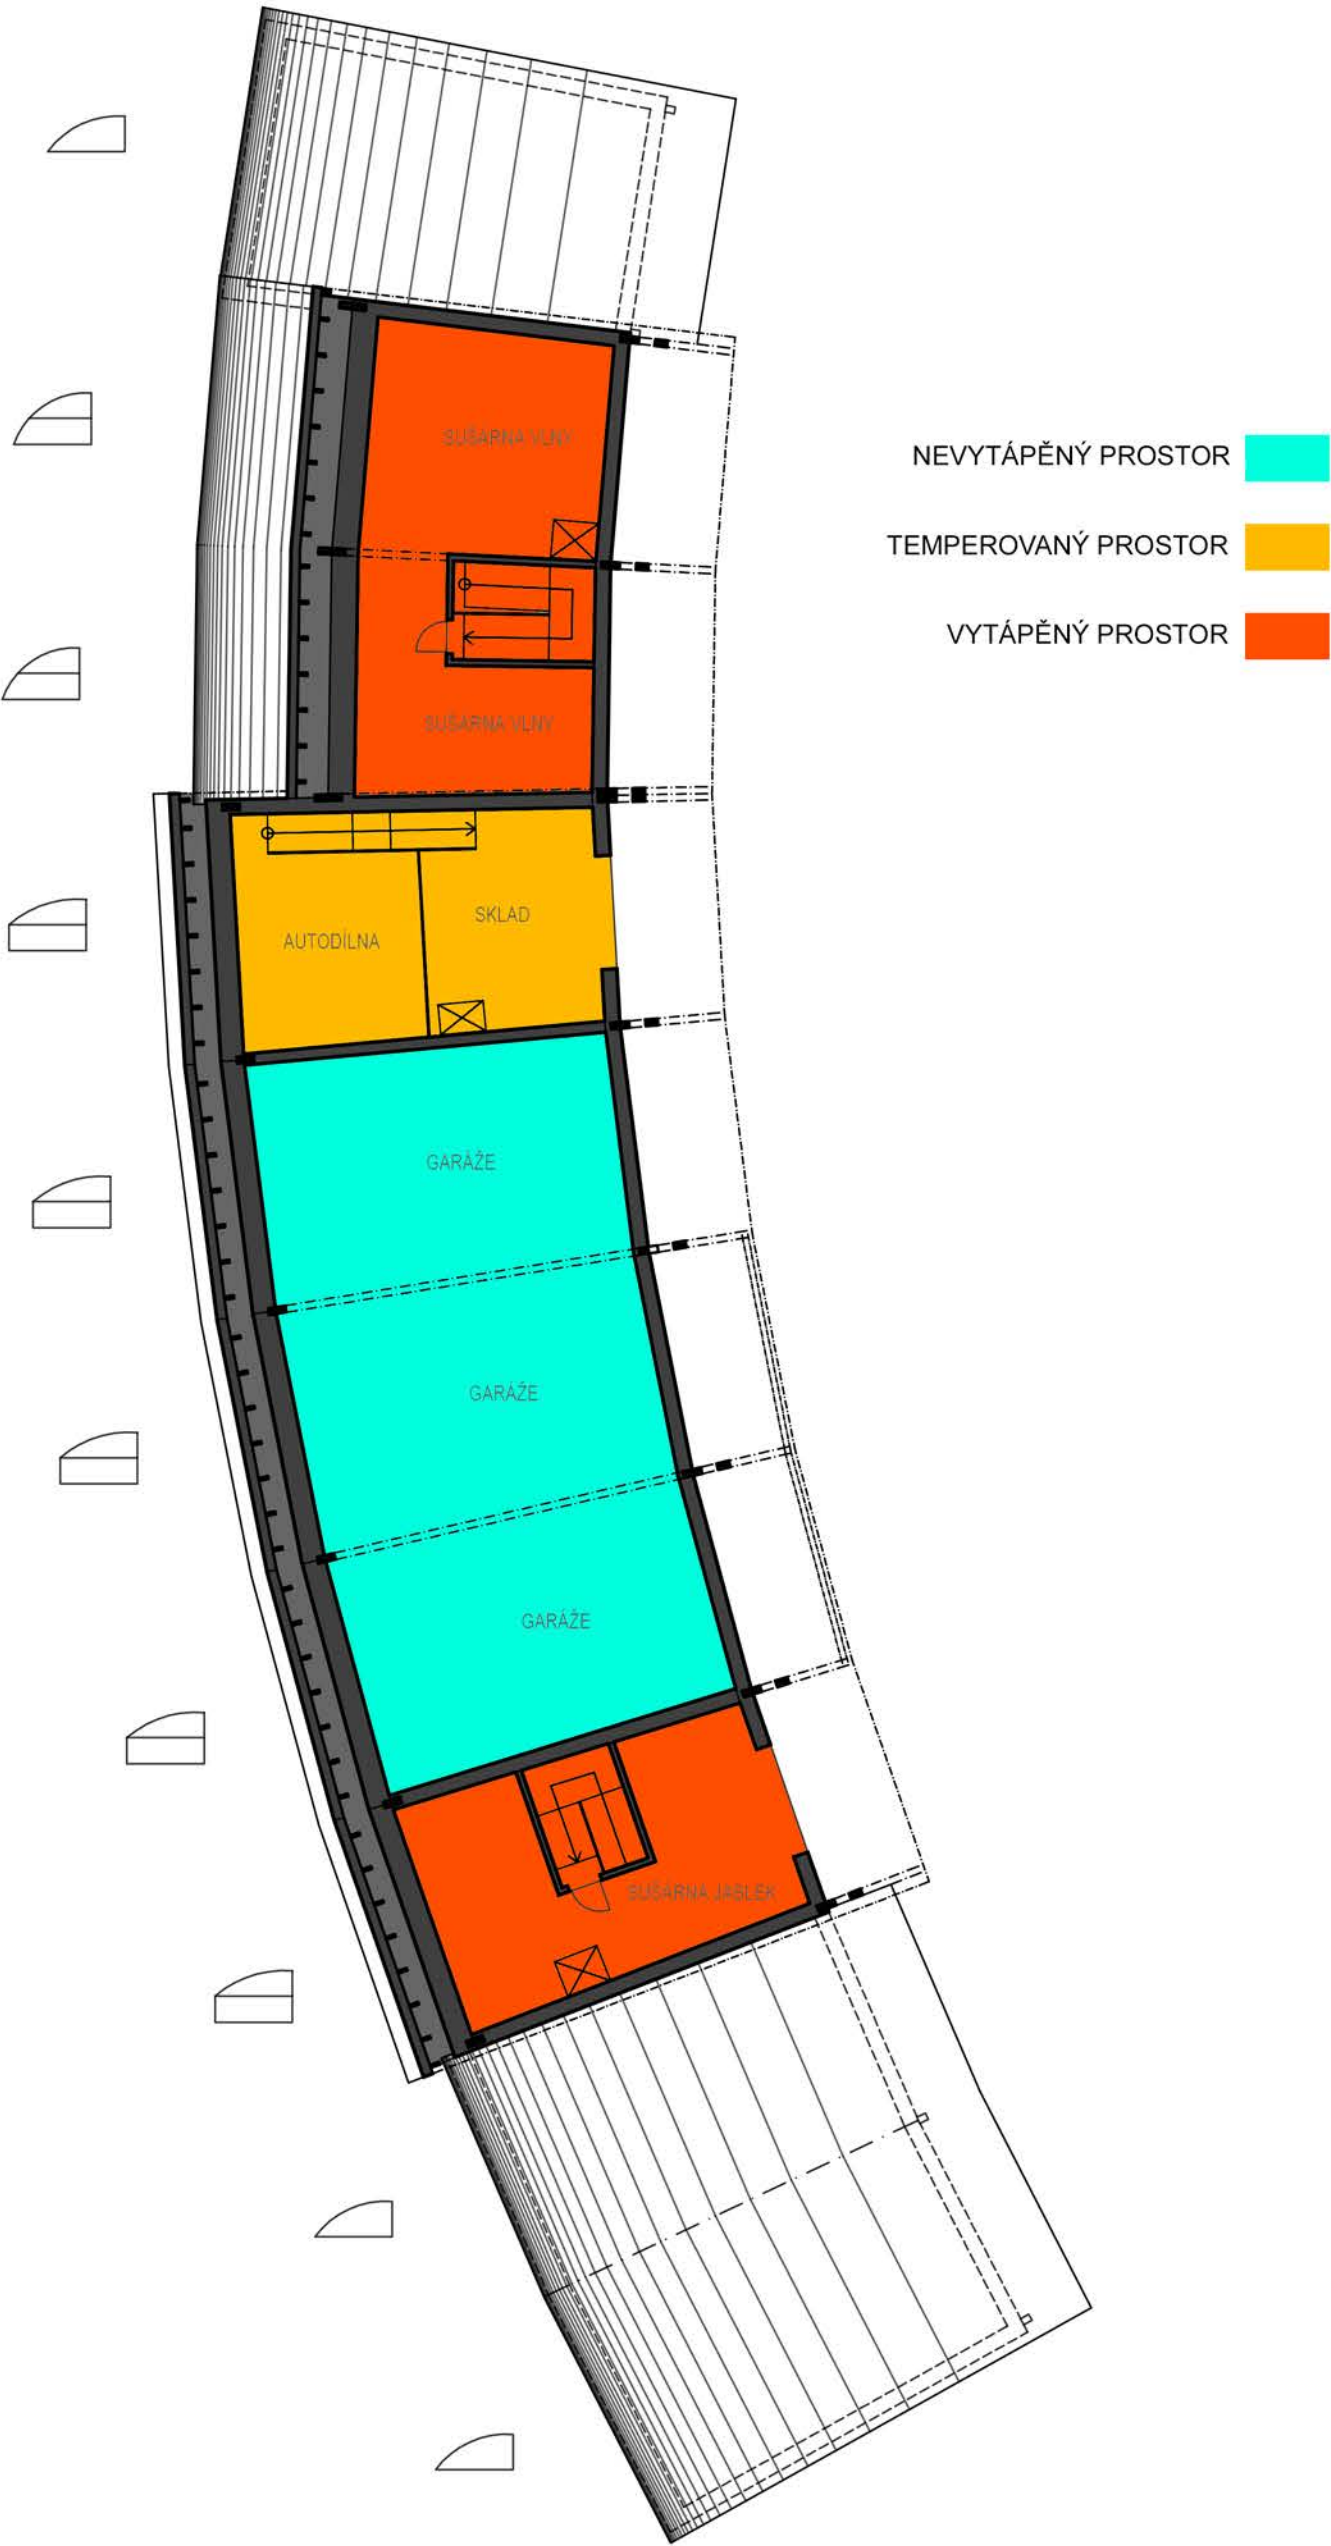 SUŠÁRNA VLNY
NEVYTÁPĚNÝ PROSTOR
TEMPEROVANÝ PROSTOR
VYTÁPĚNÝ PROSTOR
SUŠÁRNA VLNY
SKLAD
AUTODÍLNA
GARÁŽE
GARÁŽE
GARÁŽE
SUŠÁRNA JABLEK